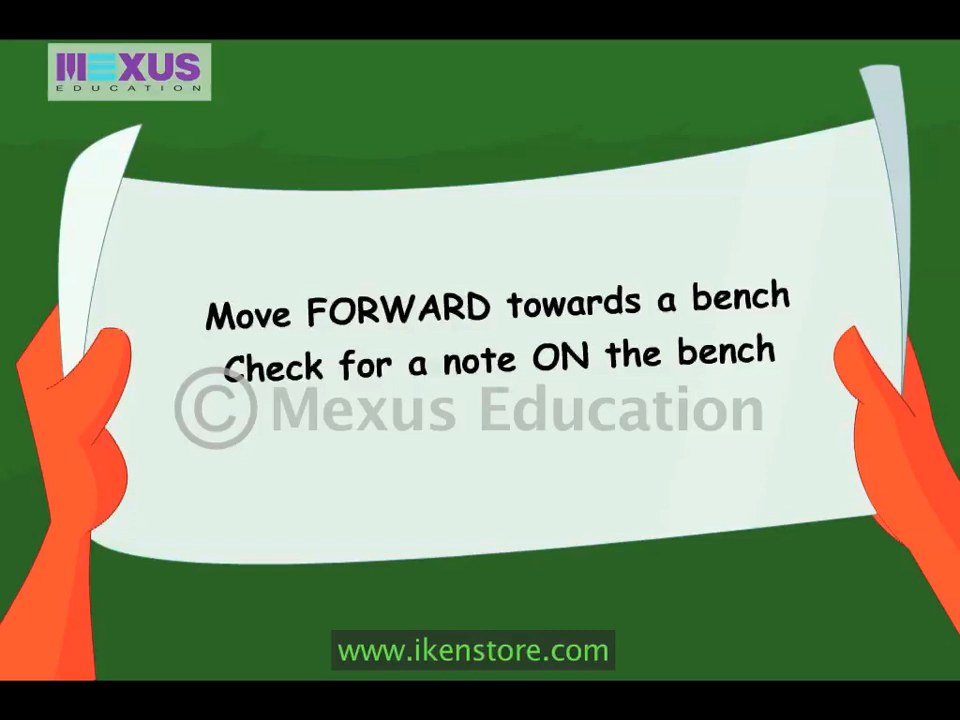 MEXUS
EDUCATION
Move FORWARD towards a bench
Check for a note ON the bench
© Mexus Education
www.ikenstore.com